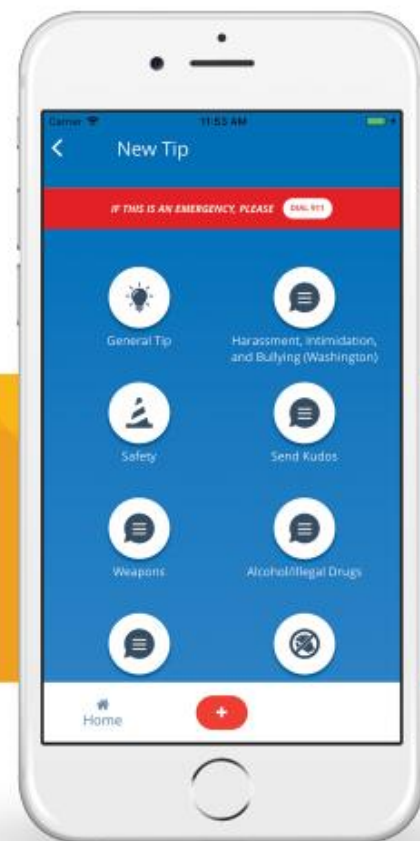 Carrier
11:53 AM
New Tip
IF THIS IS AN EMERGENCY, PLEASE DIAL 911
General Tip
Harassment, Intimidation,
and Bullying (Washington)
Safety
Send Kudos
Weapons
Alcohol/Illegal Drugs
Home